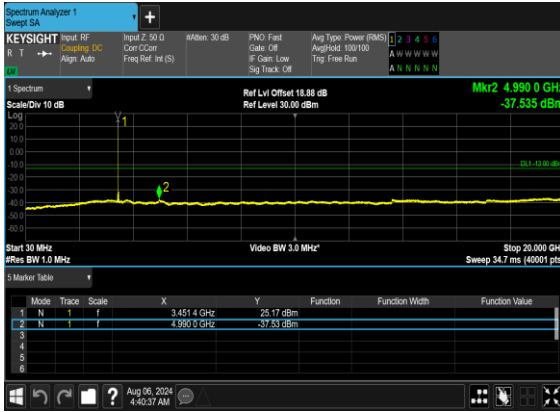 Spectrum Analyzer 1
Swept SA
+
KEYSIGHT
R T
LV
Input: RF
Coupling: DC
Align: Auto
Input Z: 50 Ω
Corr CCorr
Freq Ref: Int (S)
#Atten: 30 dB
PNO: Fast
Gate: Off
IF Gain: Low
Sig Track: Off
Avg Type: Power (RMS)
Avg|Hold: 100/100
Trig: Free Run
1 2 3 4 5 6
A W W W W W
A N N N N N
1 Spectrum
Scale/Div 10 dB
Ref Lvl Offset 18.88 dB
Ref Level 30.00 dBm
Mkr2 4.990 0 GHz
-37.535 dBm
Log
20.0
10.0
0.00
-10.0
-20.0
-30.0
-40.0
-50.0
-60.0
1
2
DL1 -13.00 dBm
Start 30 MHz
#Res BW 1.0 MHz
Video BW 3.0 MHz*
Stop 20.000 GH
Sweep 34.7 ms (40001 pts
5 Marker Table
Mode Trace Scale X Y Function Function Width Function Value
1 N 1 f 3.451 4 GHz 25.17 dBm
2 N 1 f 4.990 0 GHz -37.53 dBm
3
4
5
6
?
Aug 06, 2024
4:40:37 AM